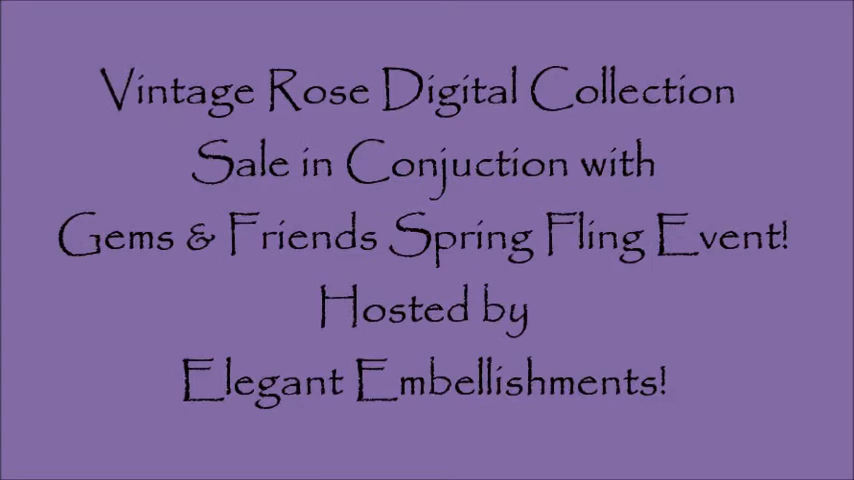 Vintage Rose Digital Collection
Sale in Conjuction with
Gems & Friends Spring Fling Event!
Hosted by
Elegant Embellishments!